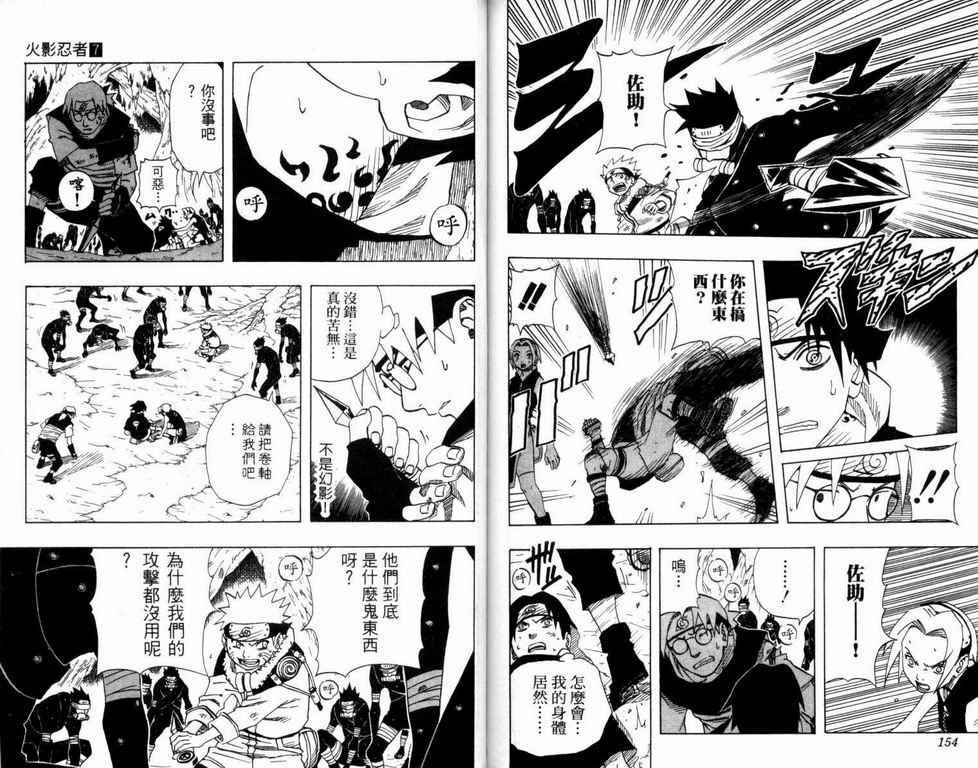 佐助！
你在搞
什麼東
西？
!!
佐助
——！
……
嗚…
呼
呼
呼
怎麼會…
我的身體
居然……
154
火影忍者7
呼
呼
你沒事吧
？
可惡…
喀！
沒錯…這是
真的苦無…
不是幻影！
請把卷軸
給我們吧
…
他們到底
是什麼鬼東西
呀？
為什麼我們的
攻擊都沒用呢
？
呼
呼